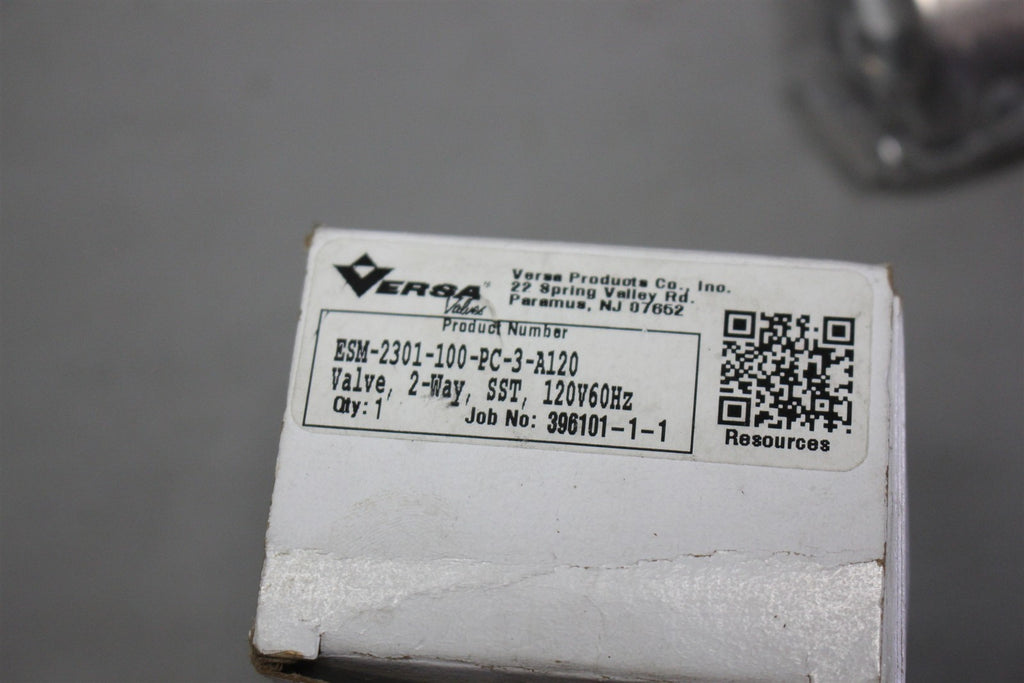 VERSA
Valves
Versa Products Co., Inc.
22 Spring Valley Rd.
Paramus, NJ 07652
Product Number
ESM-2301-100-PC-3-A120
Valve, 2-Way, SST, 120V60Hz
Qty: 1 Job No: 396101-1-1
Resources